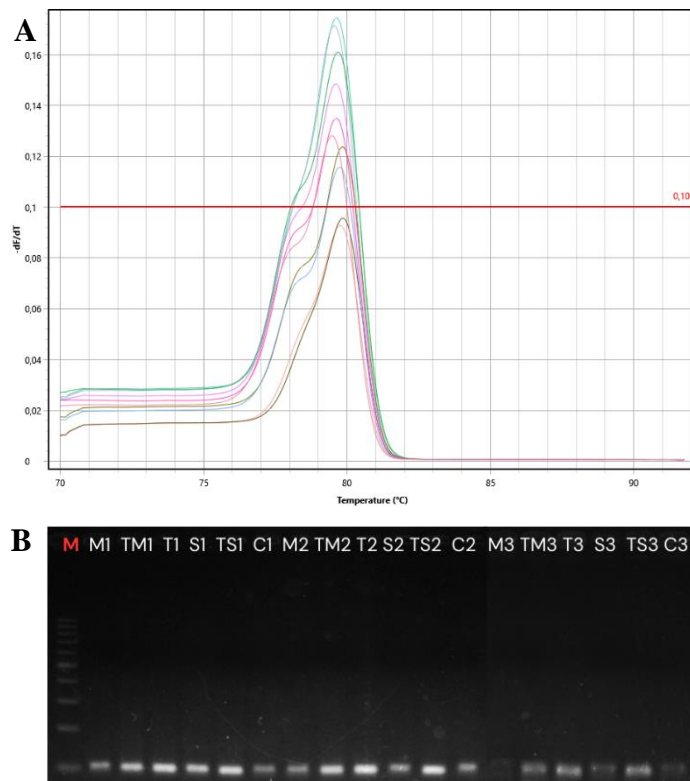 A
0,16
0,14
0,12
0,1
0,10
0,08
0,06
0,04
0,02
0
-dF/dT
70 75 80 85 90
Temperature (°C)
B
M M1 TM1 T1 S1 TS1 C1 M2 TM2 T2 S2 TS2 C2 M3 TM3 T3 S3 TS3 C3